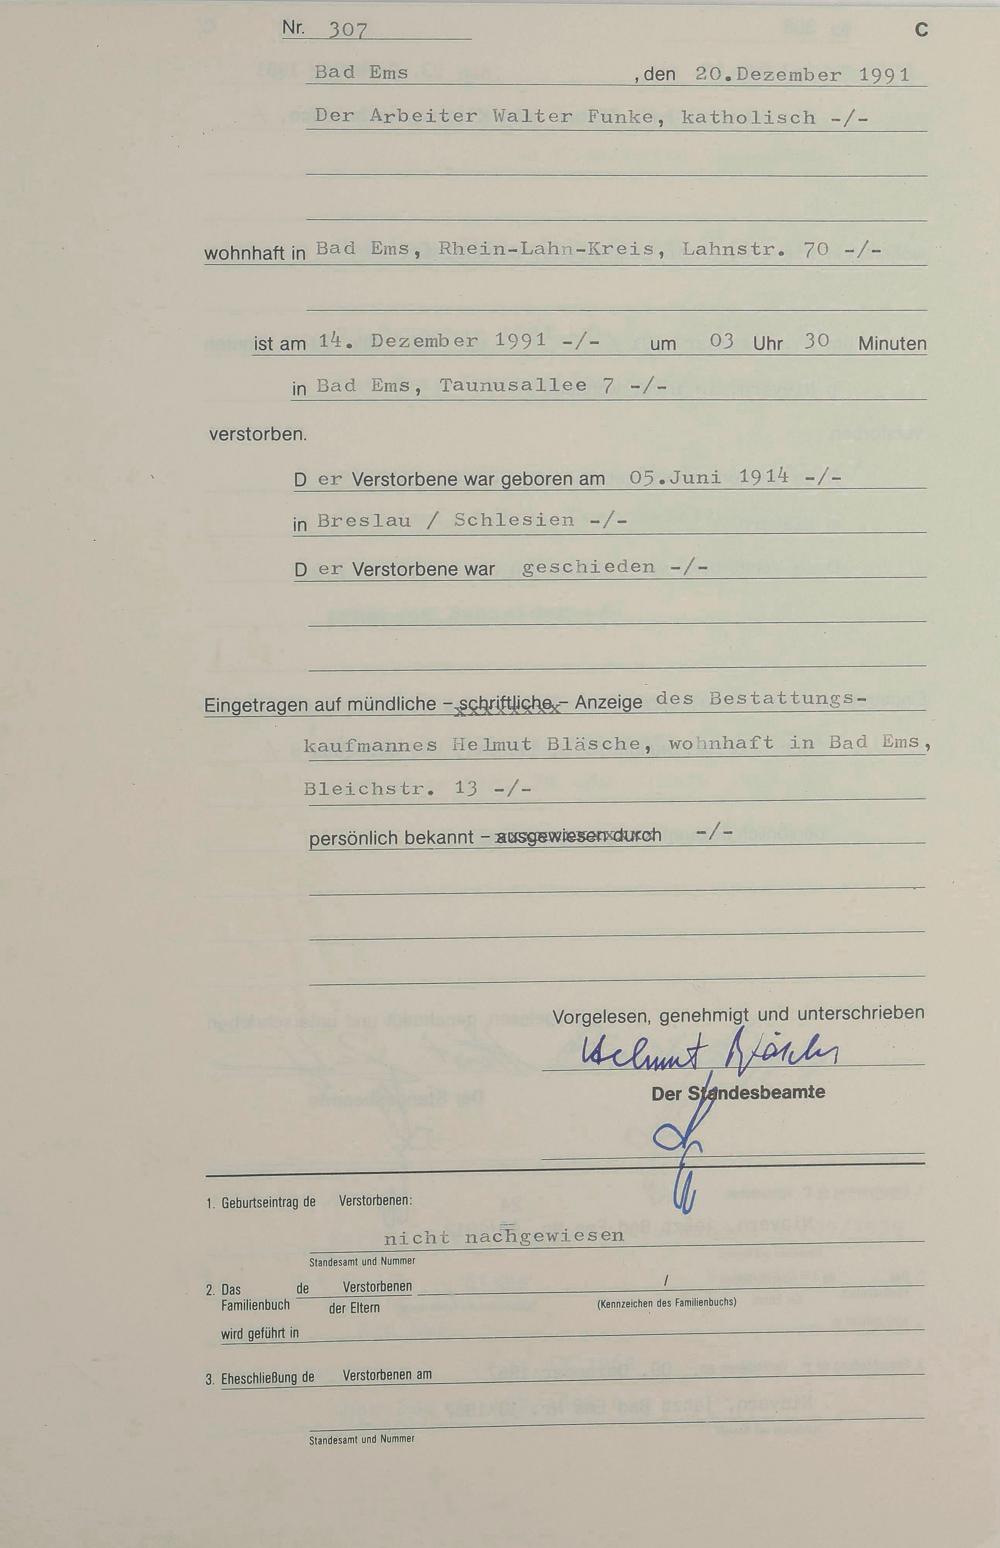 Nr. 307 C
Bad Ems , den 20.Dezember 1991
Der Arbeiter Walter Funke, katholisch -/-
wohnhaft in Bad Ems, Rhein-Lahn-Kreis, Lahnstr. 70 -/-
ist am 14. Dezember 1991 -/- um 03 Uhr 30 Minuten
in Bad Ems, Taunusallee 7 -/-
verstorben.
D er Verstorbene war geboren am 05.Juni 1914 -/-
in Breslau / Schlesien -/-
D er Verstorbene war geschieden -/-
Eingetragen auf mündliche – schriftliche – Anzeige des Bestattungs-
kaufmannes Helmut Bläsche, wohnhaft in Bad Ems,
Bleichstr. 13 -/-
persönlich bekannt – ausgewiesen durch -/-
Vorgelesen, genehmigt und unterschrieben
Helmut Bläsche
Der Standesbeamte
1. Geburtseintrag de Verstorbenen:
nicht nachgewiesen
Standesamt und Nummer
2. Das de Verstorbenen /
Familienbuch der Eltern (Kennzeichen des Familienbuchs)
wird geführt in
3. Eheschließung de Verstorbenen am
Standesamt und Nummer